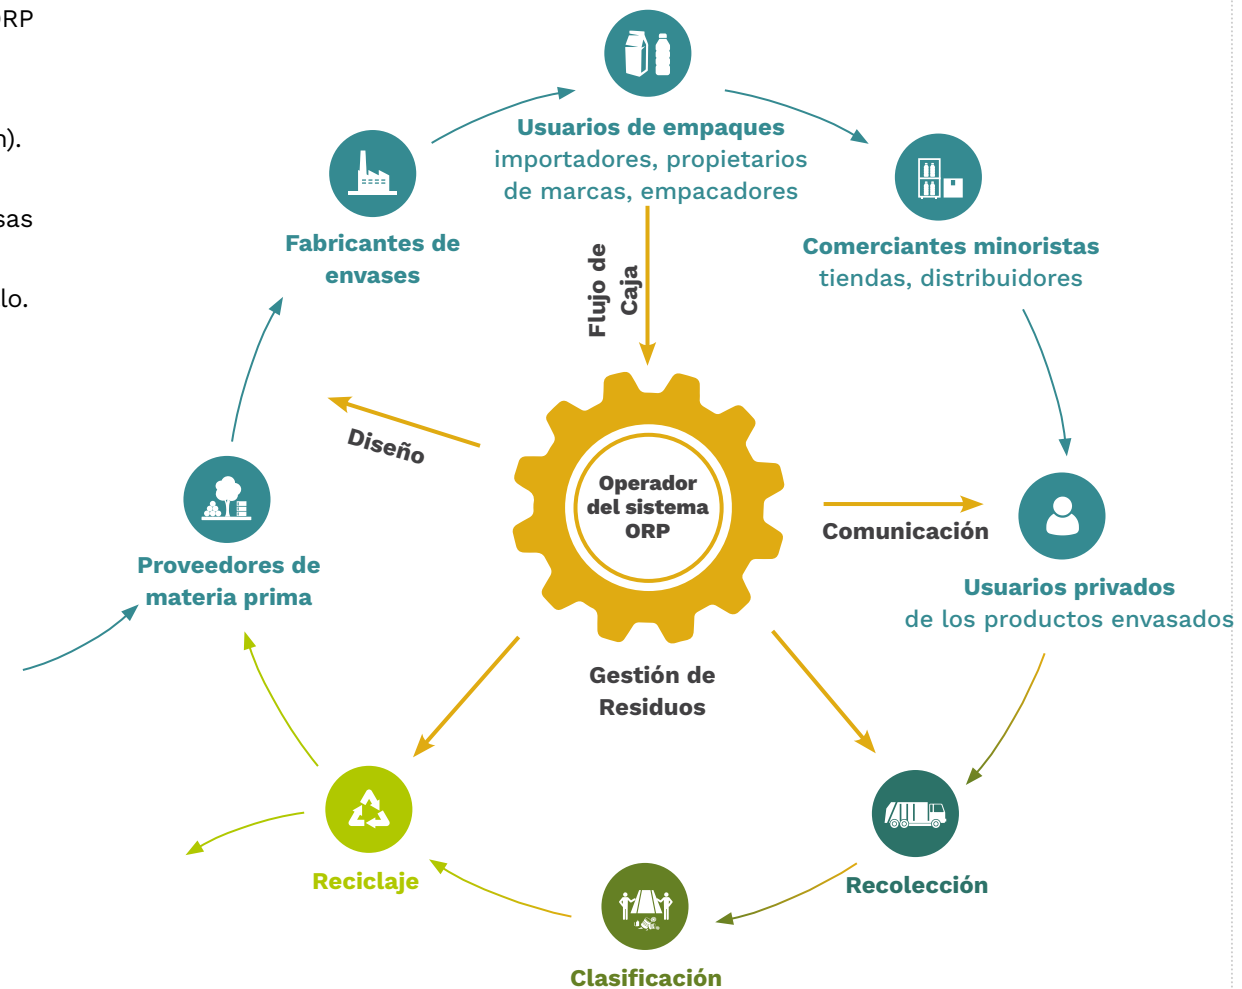 ORP
n).
sas
lo.
Usuarios de empaques
importadores, propietarios
de marcas, empacadores
Fabricantes de
envases
Comerciantes minoristas
tiendas, distribuidores
Flujo de
Caja
Diseño
Operador
del sistema
ORP
Comunicación
Proveedores de
materia prima
Usuarios privados
de los productos envasados
Gestión de
Residuos
Reciclaje
Recolección
Clasificación